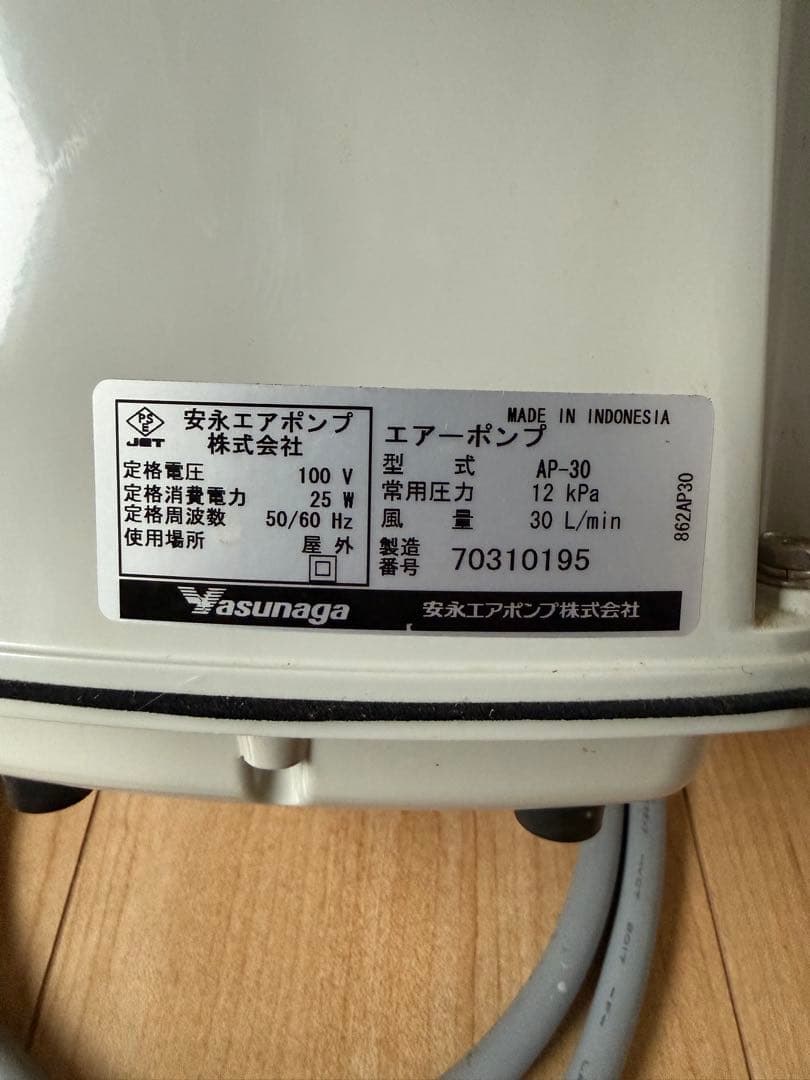 PSE
JET
安永エアポンプ
株式会社
定格電圧 100 V
定格消費電力 25 W
定格周波数 50/60 Hz
使用場所 屋 外
MADE IN INDONESIA
エアーポンプ
型 式 AP-30
常用圧力 12 kPa
風 量 30 L/min
製造
番号 70310195
862AP30
Yasunaga 安永エアポンプ株式会社
2017